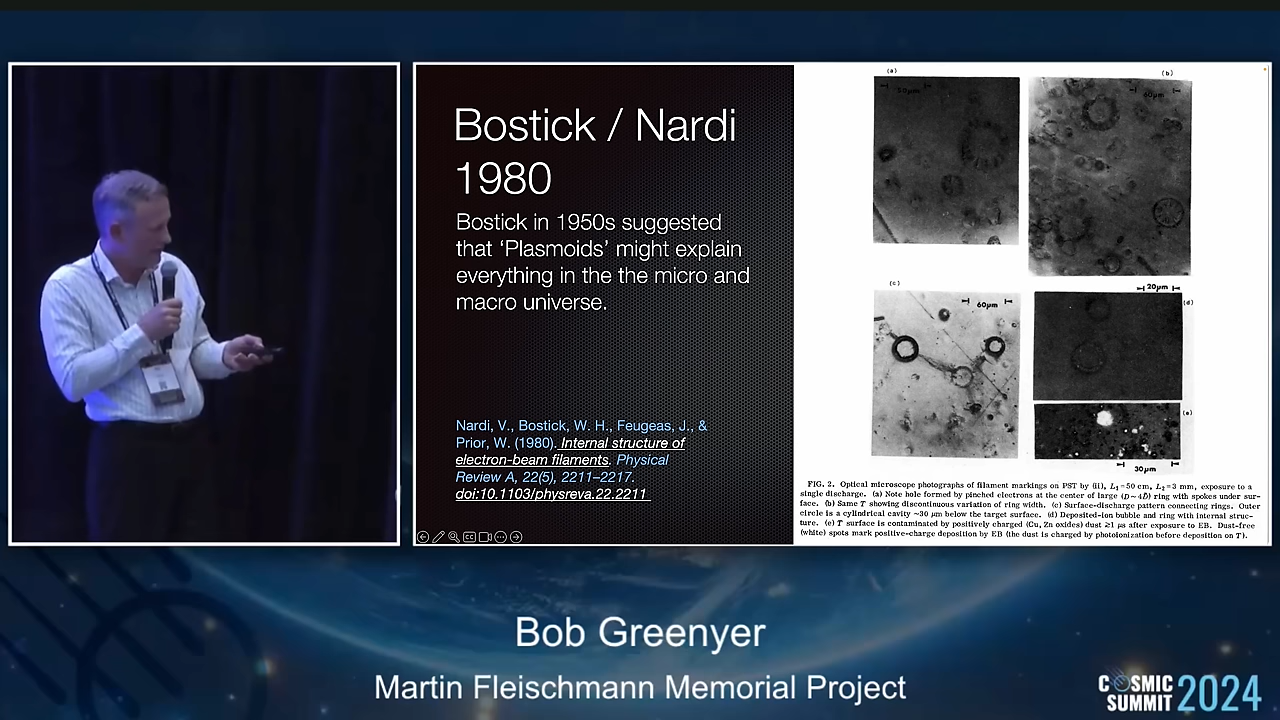 Bostick / Nardi
1980
Bostick in 1950s suggested
that ‘Plasmoids’ might explain
everything in the the micro and
macro universe.
Nardi, V., Bostick, W. H., Feugeas, J., &
Prior, W. (1980). Internal structure of
electron-beam filaments. Physical
Review A, 22(5), 2211–2217.
doi:10.1103/physreva.22.2211
(a)
(b)
60µm
(c)
60µm
20µm
(d)
(e)
30µm
FIG. 2. Optical microscope photographs of filament markings on PST by (ii), L₁=50 cm, L₂=3 mm, exposure to a
single discharge. (a) Note hole formed by pinched electrons at the center of large (D~4D̄) ring with spokes under sur-
face. (b) Same T showing discontinuous variation of ring width. (c) Surface-discharge pattern connecting rings. Outer
circle is a cylindrical cavity ~30 µm below the target surface. (d) Deposited-ion bubble and ring with internal struc-
ture. (e) T surface is contaminated by positively charged (Cu, Zn oxides) dust ≥1 µs after exposure to EB. Dust-free
(white) spots mark positive-charge deposition by EB (the dust is charged by photoionization before deposition on T).
Bob Greenyer
Martin Fleischmann Memorial Project
COSMIC
SUMMIT 2024